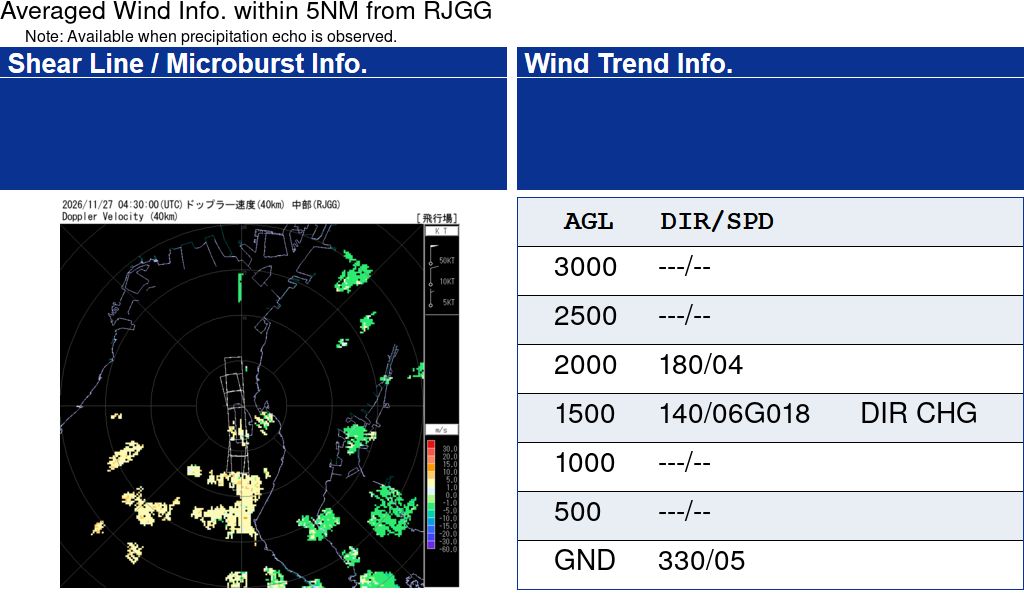 Averaged Wind Info. within 5NM from RJGG
Note: Available when precipitation echo is observed.
Shear Line / Microburst Info.
Wind Trend Info.
2026/11/27 04:30:00(UTC) ドップラー速度(40km) 中部(RJGG)
Doppler Velocity (40km)
[飛行場]
K T
50KT
10KT
5KT
m/s
30.0
20.0
15.0
10.0
5.0
1.0
0.0
-1.0
-5.0
-10.0
-15.0
-20.0
-30.0
-60.0
AGL DIR/SPD
3000 ---/--
2500 ---/--
2000 180/04
1500 140/06G018 DIR CHG
1000 ---/--
500 ---/--
GND 330/05